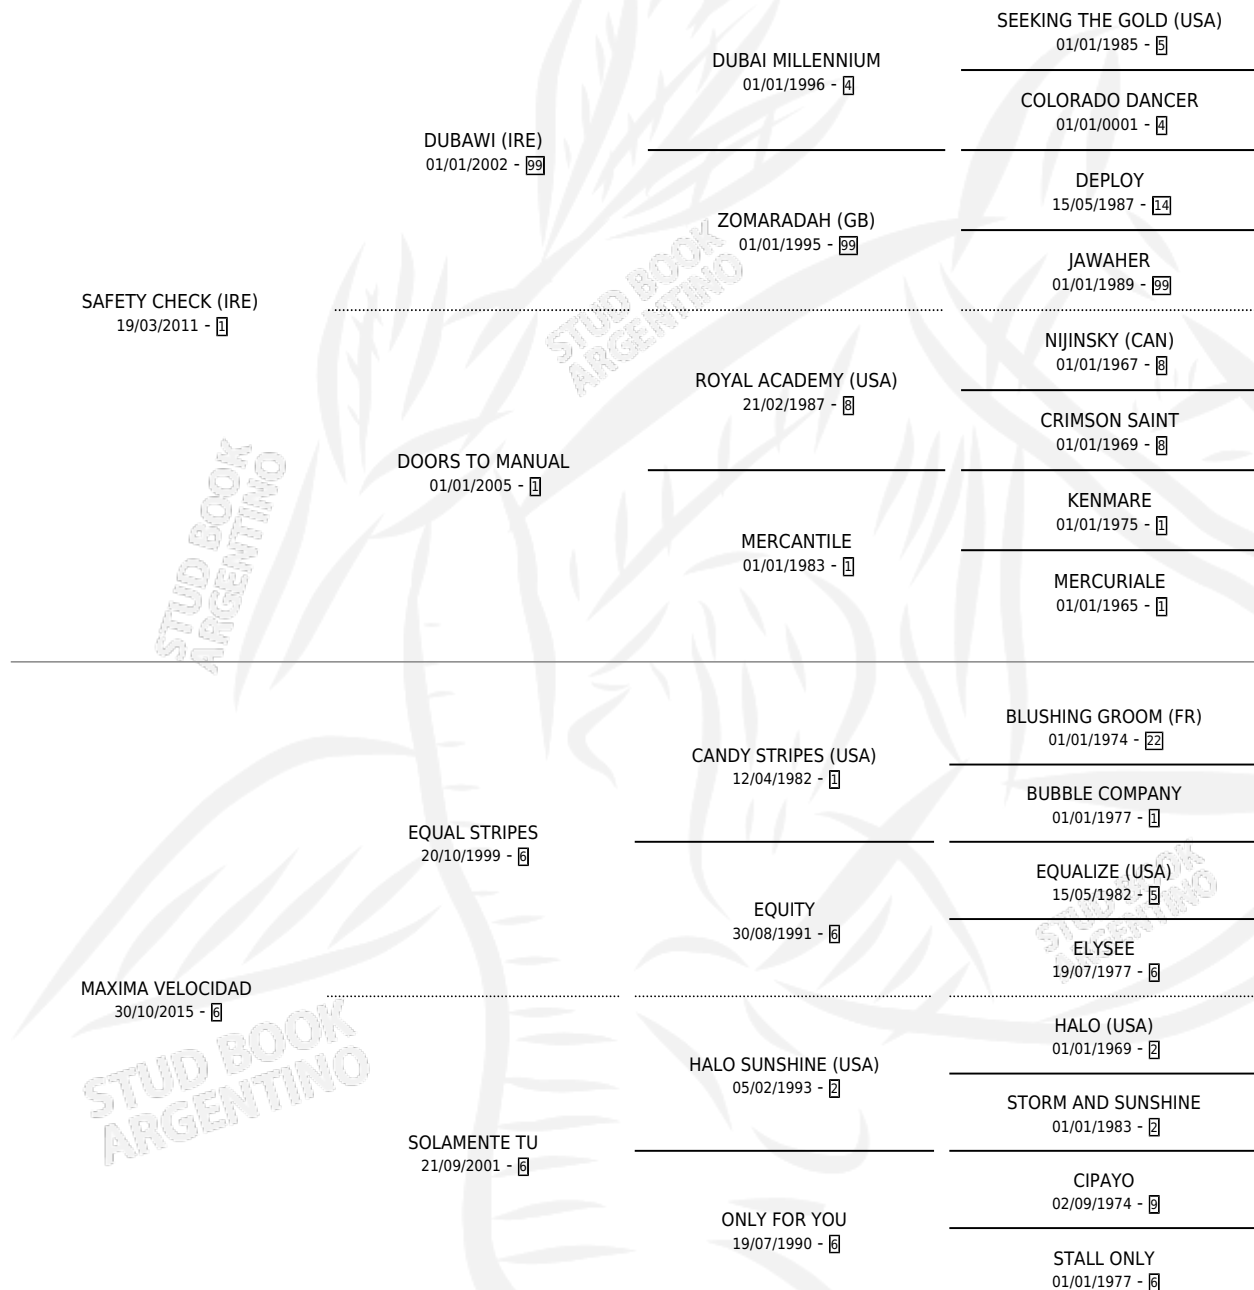 SEEKING THE GOLD (USA)
01/01/1985 - 5
DUBAI MILLENNIUM
01/01/1996 - 4
COLORADO DANCER
01/01/0001 - 4
DUBAWI (IRE)
01/01/2002 - 99
DEPLOY
15/05/1987 - 14
ZOMARADAH (GB)
01/01/1995 - 99
JAWAHER
01/01/1989 - 99
SAFETY CHECK (IRE)
19/03/2011 - 1
STUD BOOK
ARGENTINO
NIJINSKY (CAN)
01/01/1967 - 8
ROYAL ACADEMY (USA)
21/02/1987 - 8
CRIMSON SAINT
01/01/1969 - 8
DOORS TO MANUAL
01/01/2005 - 1
KENMARE
01/01/1975 - 1
MERCANTILE
01/01/1983 - 1
MERCURIALE
01/01/1965 - 1
STUD BOOK
ARGENTINO
BLUSHING GROOM (FR)
01/01/1974 - 22
CANDY STRIPES (USA)
12/04/1982 - 1
BUBBLE COMPANY
01/01/1977 - 1
EQUAL STRIPES
20/10/1999 - 6
EQUALIZE (USA)
15/05/1982 - 5
EQUITY
30/08/1991 - 6
STUD BOOK
ARGENTINO
ELYSEE
19/07/1977 - 6
MAXIMA VELOCIDAD
30/10/2015 - 6
STUD BOOK
ARGENTINO
HALO (USA)
01/01/1969 - 2
HALO SUNSHINE (USA)
05/02/1993 - 2
STORM AND SUNSHINE
01/01/1983 - 2
SOLAMENTE TU
21/09/2001 - 6
CIPAYO
02/09/1974 - 9
ONLY FOR YOU
19/07/1990 - 6
STALL ONLY
01/01/1977 - 6